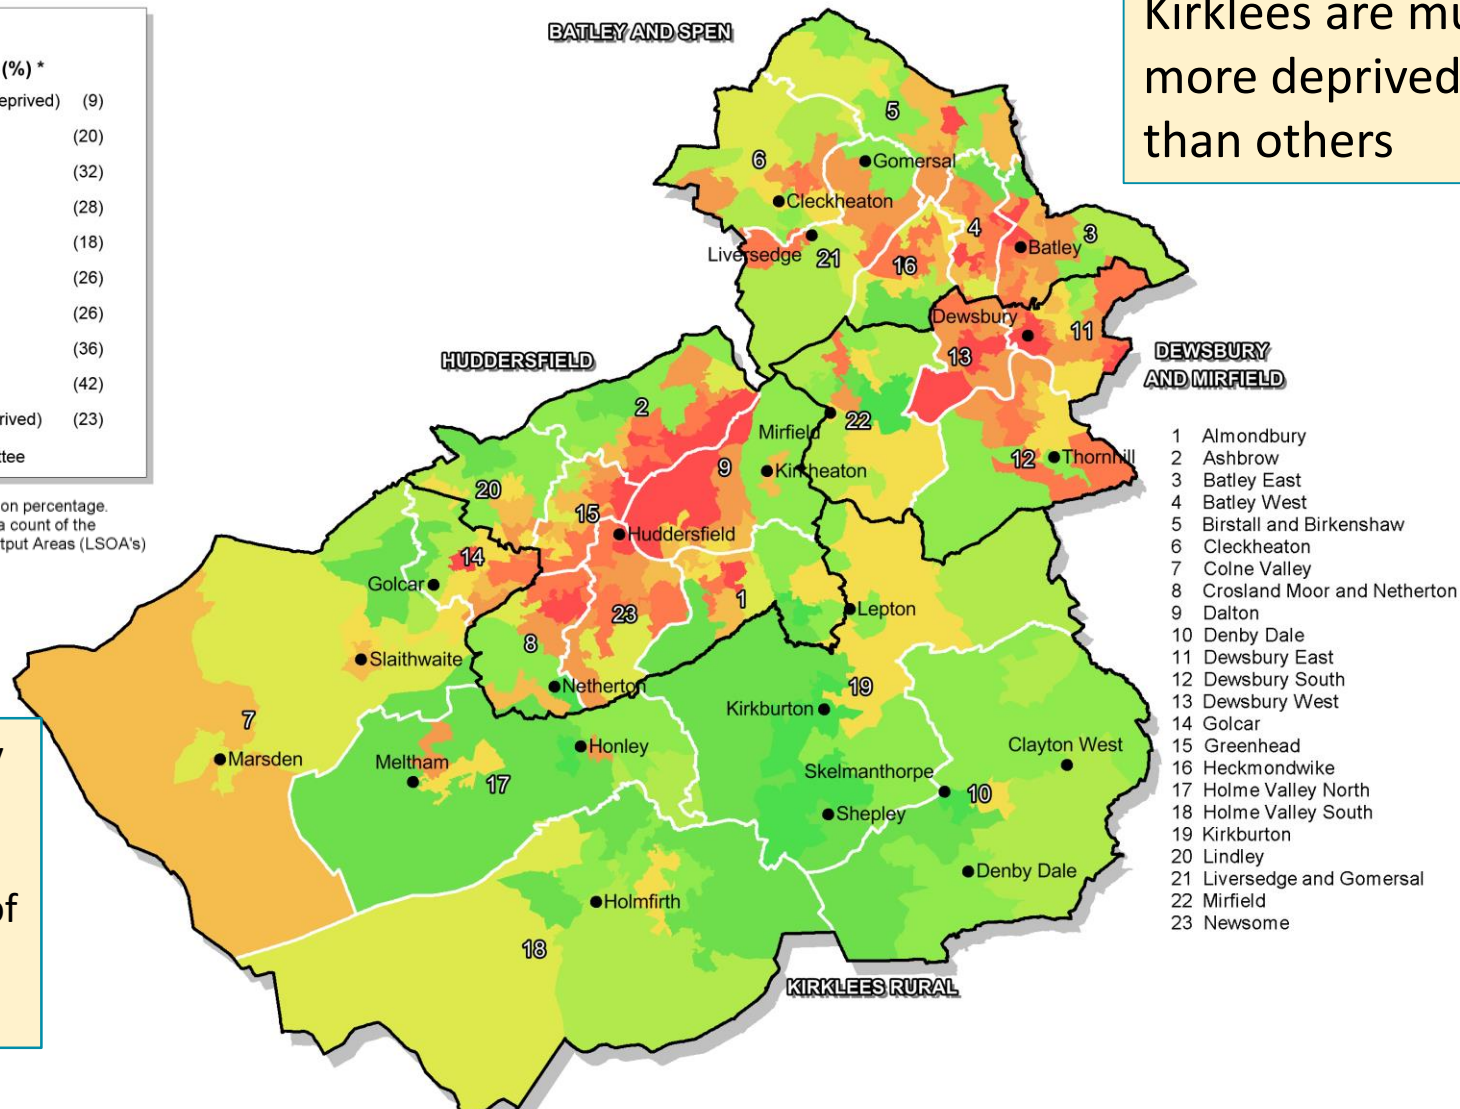 Kirklees are
more deprived
than others
(%) *
(9)
(20)
(32)
(28)
(18)
(26)
(26)
(36)
(42)
(23)
on percentage.
a count of the
Areas (LSOA's)
of
BATLEY AND SPEN
5
6
Gomersal
Cleckheaton
4
3
Batley
Liversedge
21
16
Dewsbury
11
13
DEWSBURY
AND MIRFIELD
HUDDERSFIELD
2
22
Mirfield
9
Kirkheaton
12
Thornhill
20
15
Huddersfield
14
Golcar
1
23
Lepton
8
Slaithwaite
Netherton
19
Kirkburton
7
Marsden
Honley
Meltham
17
Clayton West
Skelmanthorpe
10
Shepley
Denby Dale
Holmfirth
18
KIRKLEES RURAL
1 Almondbury
2 Ashbrow
3 Batley East
4 Batley West
5 Birstall and Birkenshaw
6 Cleckheaton
7 Colne Valley
8 Crosland Moor and Netherton
9 Dalton
10 Denby Dale
11 Dewsbury East
12 Dewsbury South
13 Dewsbury West
14 Golcar
15 Greenhead
16 Heckmondwike
17 Holme Valley North
18 Holme Valley South
19 Kirkburton
20 Lindley
21 Liversedge and Gomersal
22 Mirfield
23 Newsome